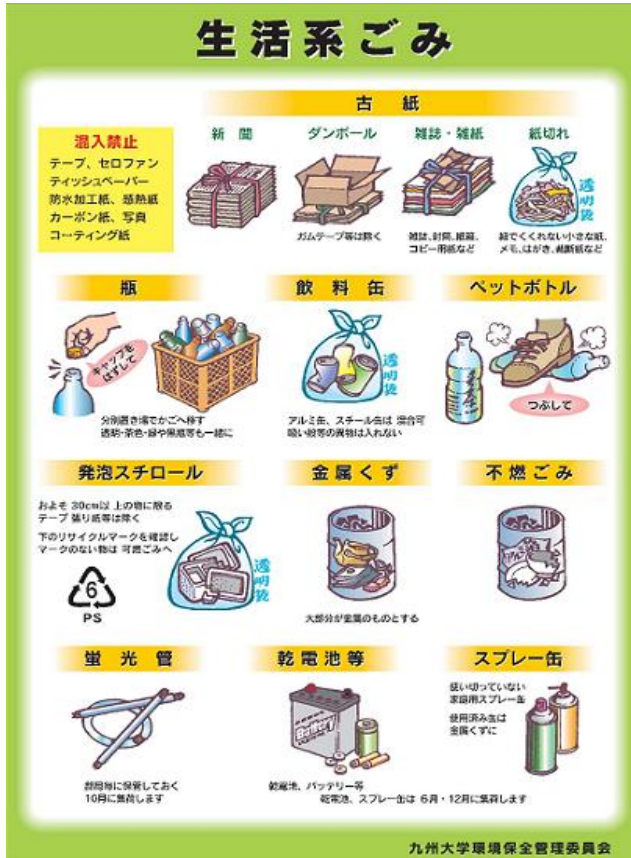 生活系ごみ
古紙
混入禁止
テープ、セロファン
ティッシュペーパー
防水加工紙、感熱紙
カーボン紙、写真
コーティング紙
新聞
ダンボール
ガムテープ等は除く
雑誌・雑紙
雑誌、封筒、紙箱、
コピー用紙など
紙切れ
透明袋
紐でくくれない小さな紙、
メモ、はがき、裁断紙など
瓶
キャップを
はずして
分別置き場でかごへ移す
透明・茶色・緑や黒瓶等も一緒に
飲料缶
透明袋
アルミ缶、スチール缶は 混合可
吸い殻等の異物は入れない
ペットボトル
つぶして
発泡スチロール
およそ 30cm以 上の物に限る
テープ 張り紙等は除く
下のリサイクルマークを確認し
マークのない物は 可燃ごみへ
6
PS
透明袋
金属くず
大部分が金属のものとする
不燃ごみ
蛍光管
部局毎に保管しておく
10月に集荷します
乾電池等
Battery
乾電池、バッテリー等
乾電池、スプレー缶は 6月・12月に集荷します
スプレー缶
使い切っていない
家庭用スプレー缶
使用済み缶は
金属くずに
九州大学環境保全管理委員会